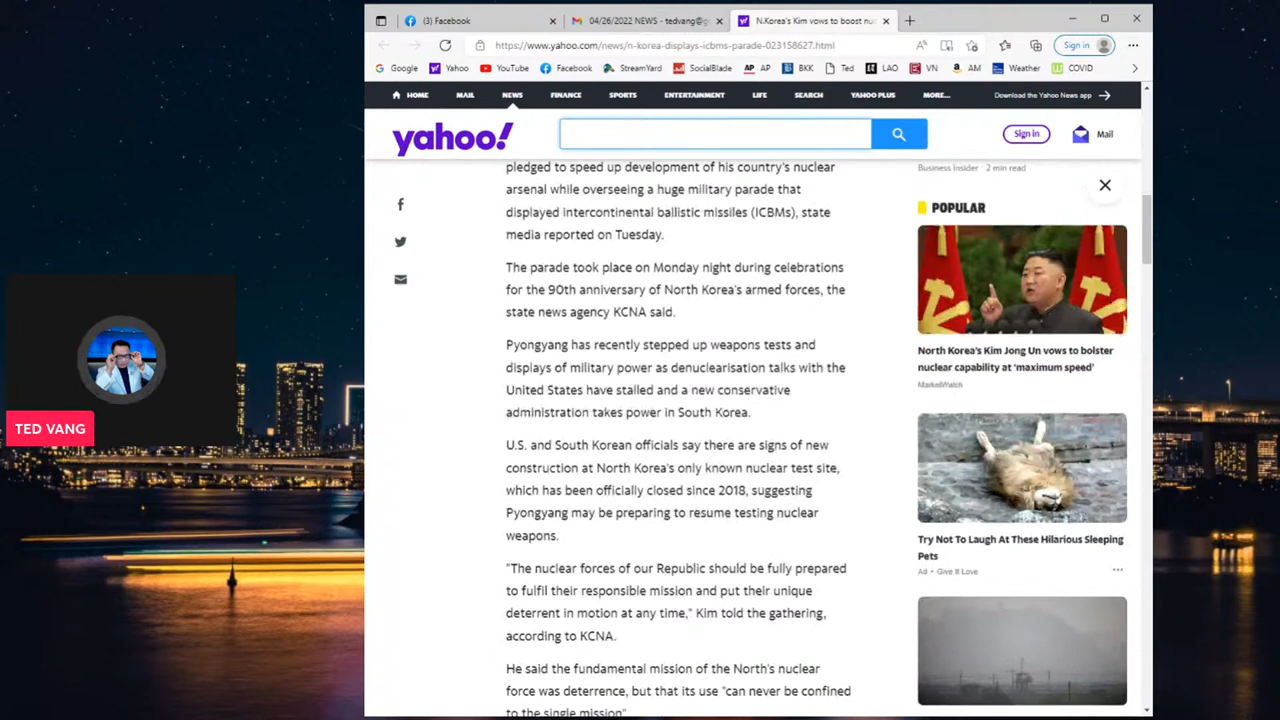 (3) Facebook
04/26/2022 NEWS - tedvang@g
N.Korea's Kim vows to boost nuc
https://www.yahoo.com/news/n-korea-displays-icbms-parade-023158627.html
Sign in
Google Yahoo YouTube Facebook StreamYard SocialBlade AP AP BKK Ted LAO VN AM Weather COVID
HOME MAIL NEWS FINANCE SPORTS ENTERTAINMENT LIFE SEARCH YAHOO PLUS MORE... Download the Yahoo News app
yahoo!
Sign in
Mail
pledged to speed up development of his country's nuclear
arsenal while overseeing a huge military parade that
displayed intercontinental ballistic missiles (ICBMs), state
media reported on Tuesday.
The parade took place on Monday night during celebrations
for the 90th anniversary of North Korea's armed forces, the
state news agency KCNA said.
Pyongyang has recently stepped up weapons tests and
displays of military power as denuclearisation talks with the
United States have stalled and a new conservative
administration takes power in South Korea.
U.S. and South Korean officials say there are signs of new
construction at North Korea's only known nuclear test site,
which has been officially closed since 2018, suggesting
Pyongyang may be preparing to resume testing nuclear
weapons.
"The nuclear forces of our Republic should be fully prepared
to fulfil their responsible mission and put their unique
deterrent in motion at any time," Kim told the gathering,
according to KCNA.
He said the fundamental mission of the North's nuclear
force was deterrence, but that its use "can never be confined
to the single mission"
Business Insider · 2 min read
POPULAR
North Korea's Kim Jong Un vows to bolster
nuclear capability at 'maximum speed'
MarketWatch
Try Not To Laugh At These Hilarious Sleeping
Pets
Ad • Give It Love
TED VANG